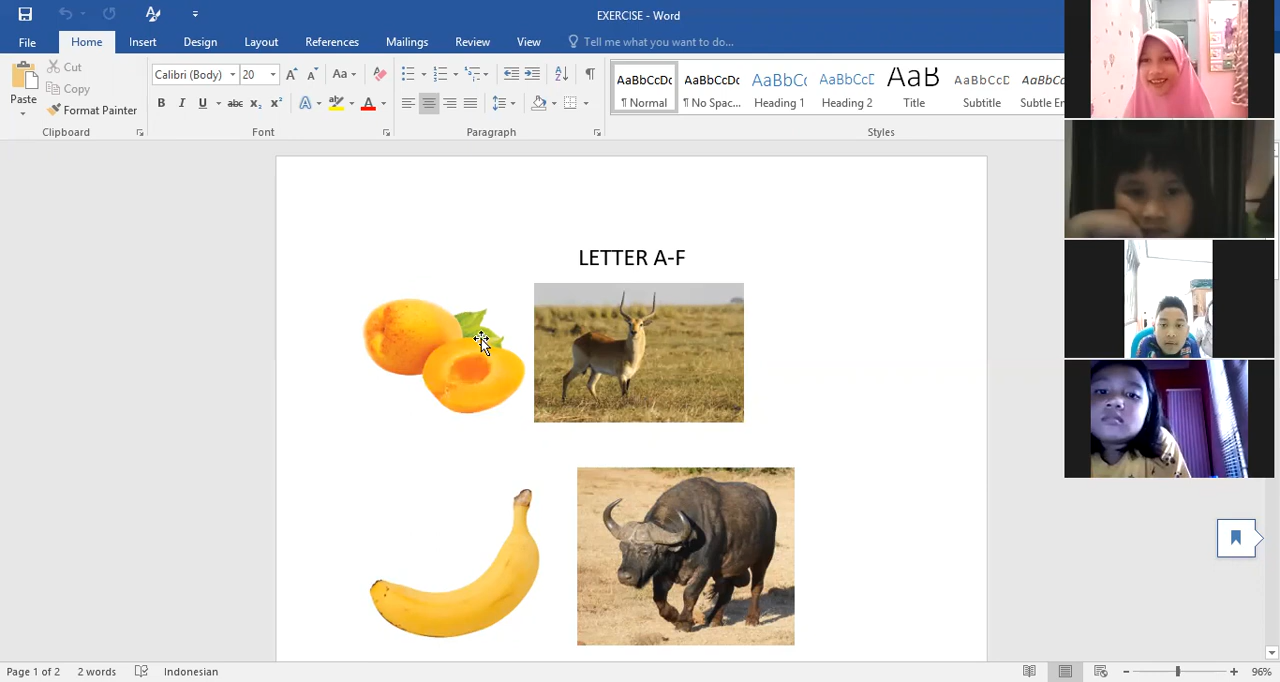 EXERCISE - Word
File Home Insert Design Layout References Mailings Review View Tell me what you want to do...
Paste
Cut
Copy
Format Painter
Clipboard
Calibri (Body) 20
Font
Paragraph
AaBbCcDc AaBbCcDc AaBbCc AaBbCcD AaB AaBbCcD AaBbCc
¶ Normal ¶ No Spac... Heading 1 Heading 2 Title Subtitle Subtle Em
Styles
LETTER A-F
Page 1 of 2 2 words Indonesian 96%